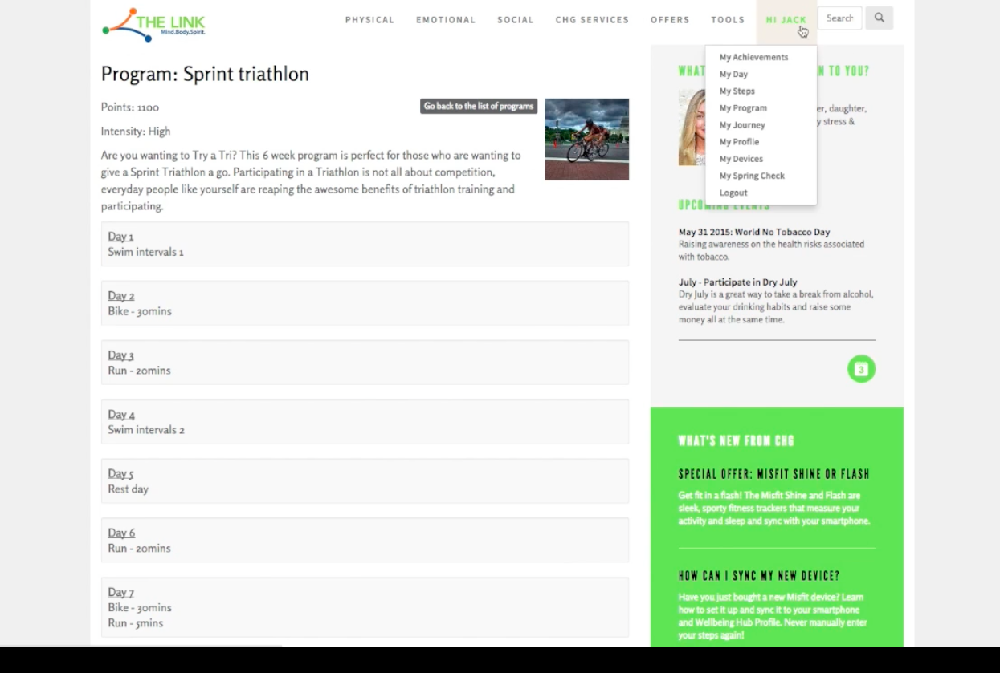 THE LINK
Mind.Body.Spirit.
PHYSICAL
EMOTIONAL
SOCIAL
CHG SERVICES
OFFERS
TOOLS
HI JACK
Search
My Achievements
My Day
My Steps
My Program
My Journey
My Profile
My Devices
My Spring Check
Logout
Program: Sprint triathlon
Points: 1100
Go back to the list of programs
Intensity: High
Are you wanting to Try a Tri? This 6 week program is perfect for those who are wanting to
give a Sprint Triathlon a go. Participating in a Triathlon is not all about competition,
everyday people like yourself are reaping the awesome benefits of triathlon training and
participating.
Day 1
Swim intervals 1
Day 2
Bike - 30mins
Day 3
Run - 20mins
Day 4
Swim intervals 2
Day 5
Rest day
Day 6
Run - 20mins
Day 7
Bike - 30mins
Run - 5mins
N TO YOU?
daughter,
stress &
UPCOMING EVENTS
May 31 2015: World No Tobacco Day
Raising awareness on the health risks associated
with tobacco.
July - Participate in Dry July
Dry July is a great way to take a break from alcohol,
evaluate your drinking habits and raise some
money all at the same time.
3
WHAT'S NEW FROM CHG
SPECIAL OFFER: MISFIT SHINE OR FLASH
Get fit in a flash! The Misfit Shine and Flash are
sleek, sporty fitness trackers that measure your
activity and sleep and sync with your smartphone.
HOW CAN I SYNC MY NEW DEVICE?
Have you just bought a new Misfit device? Learn
how to set it up and sync it to your smartphone
and Wellbeing Hub Profile. Never manually enter
your steps again!